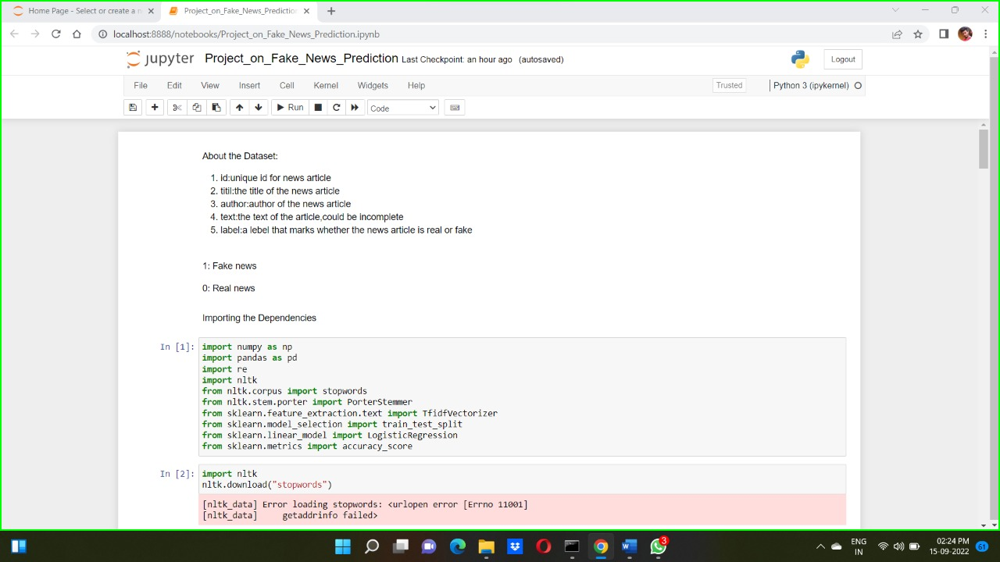 Home Page - Select or create a n
Project_on_Fake_News_Prediction
localhost:8888/notebooks/Project_on_Fake_News_Prediction.ipynb
jupyter Project_on_Fake_News_Prediction Last Checkpoint: an hour ago (autosaved)
Logout
File Edit View Insert Cell Kernel Widgets Help
Trusted
Python 3 (ipykernel)
Run
Code
About the Dataset:
1. id:unique id for news article
2. titil:the title of the news article
3. author:author of the news article
4. text:the text of the article,could be incomplete
5. label:a lebel that marks whether the news article is real or fake
1: Fake news
0: Real news
Importing the Dependencies
In [1]: import numpy as np
import pandas as pd
import re
import nltk
from nltk.corpus import stopwords
from nltk.stem.porter import PorterStemmer
from sklearn.feature_extraction.text import TfidfVectorizer
from sklearn.model_selection import train_test_split
from sklearn.linear_model import LogisticRegression
from sklearn.metrics import accuracy_score
In [2]: import nltk
nltk.download("stopwords")
[nltk_data] Error loading stopwords: <urlopen error [Errno 11001]
[nltk_data]     getaddrinfo failed>
3
ENG
IN
02:24 PM
15-09-2022
61